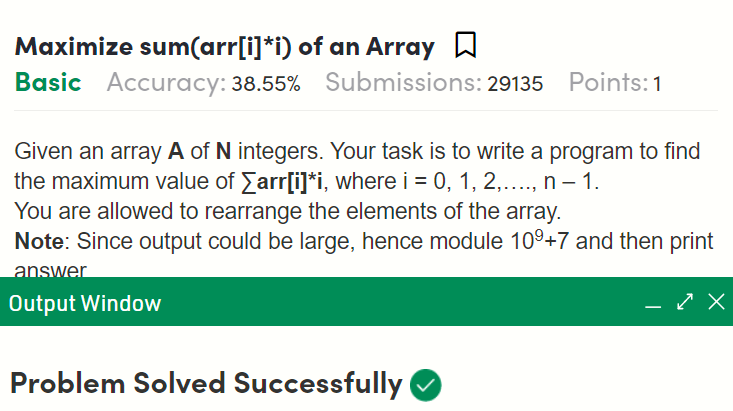 Maximize sum(arr[i]*i) of an Array
Basic Accuracy: 38.55% Submissions: 29135 Points: 1
Given an array A of N integers. Your task is to write a program to find
the maximum value of ∑arr[i]*i, where i = 0, 1, 2,…., n – 1.
You are allowed to rearrange the elements of the array.
Note: Since output could be large, hence module 10⁹+7 and then print
answer
Output Window
Problem Solved Successfully